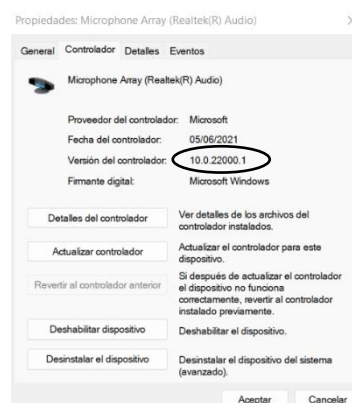 Propiedades: Microphone Array (Realtek(R) Audio)
General Controlador Detalles Eventos
Microphone Array (Realtek(R) Audio)
Proveedor del controlador: Microsoft
Fecha del controlador: 05/06/2021
Versión del controlador: 10.0.22000.1
Firmante digital: Microsoft Windows
Detalles del controlador
Ver detalles de los archivos del
controlador instalados.
Actualizar controlador
Actualizar el controlador para este
dispositivo.
Revertir al controlador anterior
Si después de actualizar el controlador
el dispositivo no funciona
correctamente, revertir al controlador
instalado previamente.
Deshabilitar dispositivo
Deshabilitar el dispositivo.
Desinstalar el dispositivo
Desinstalar el dispositivo del sistema
(avanzado).
Aceptar Cancelar